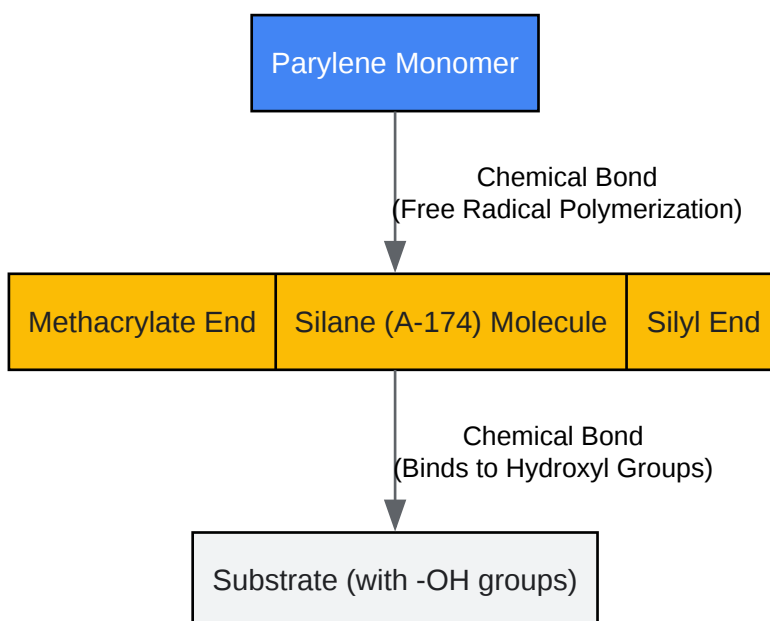 Parylene Monomer
Chemical Bond
(Free Radical Polymerization)
Methacrylate End
Silane (A-174) Molecule
Silyl End
Chemical Bond
(Binds to Hydroxyl Groups)
Substrate (with -OH groups)